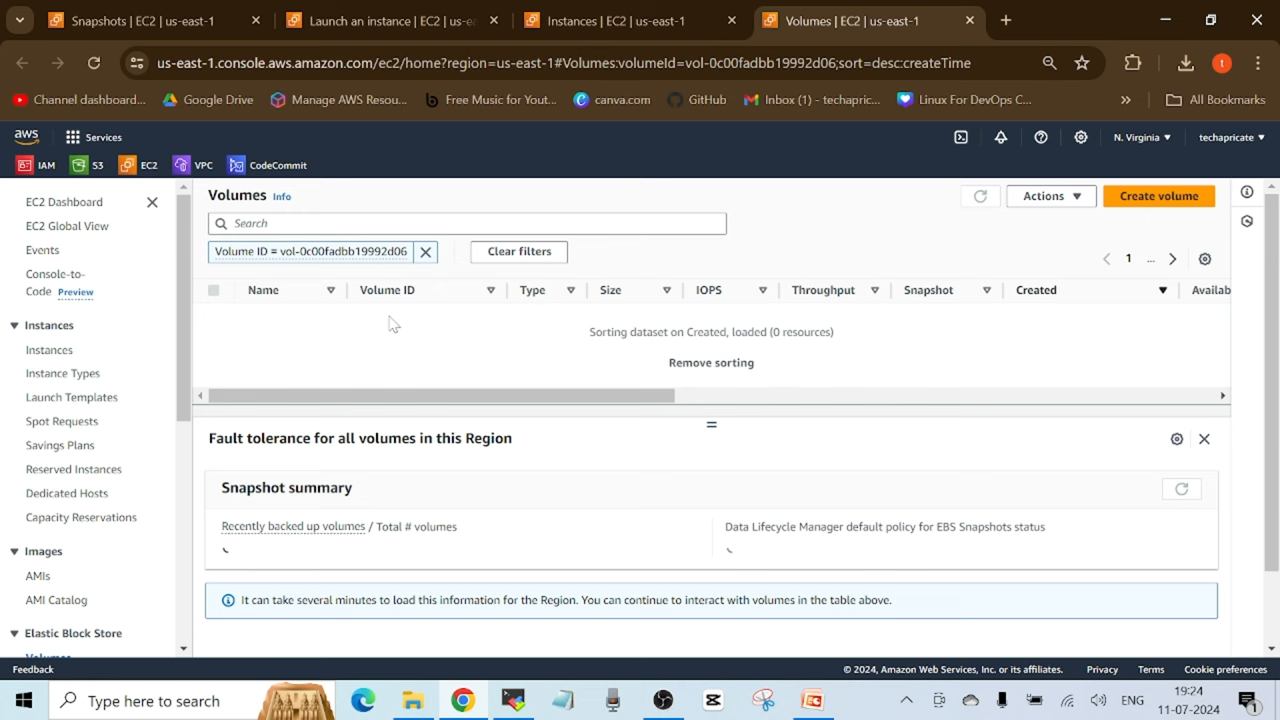 Snapshots | EC2 | us-east-1
Launch an instance | EC2 | us-ea
Instances | EC2 | us-east-1
Volumes | EC2 | us-east-1
us-east-1.console.aws.amazon.com/ec2/home?region=us-east-1#Volumes:volumeId=vol-0c00fadbb19992d06;sort=desc:createTime
t
Channel dashboard...
Google Drive
Manage AWS Resou...
Free Music for Yout...
canva.com
GitHub
Inbox (1) - techapric...
Linux For DevOps C...
All Bookmarks
aws
Services
N. Virginia
techapricate
IAM
S3
EC2
VPC
CodeCommit
EC2 Dashboard
EC2 Global View
Events
Console-to-
Code Preview
Instances
Instances
Instance Types
Launch Templates
Spot Requests
Savings Plans
Reserved Instances
Dedicated Hosts
Capacity Reservations
Images
AMIs
AMI Catalog
Elastic Block Store
Volumes
Volumes Info
Actions
Create volume
Search
Volume ID = vol-0c00fadbb19992d06
Clear filters
1 ...
Name
Volume ID
Type
Size
IOPS
Throughput
Snapshot
Created
Availab
Sorting dataset on Created, loaded (0 resources)
Remove sorting
Fault tolerance for all volumes in this Region
Snapshot summary
Recently backed up volumes / Total # volumes
Data Lifecycle Manager default policy for EBS Snapshots status
It can take several minutes to load this information for the Region. You can continue to interact with volumes in the table above.
Feedback
© 2024, Amazon Web Services, Inc. or its affiliates.
Privacy
Terms
Cookie preferences
Type here to search
ENG
19:24
11-07-2024
1